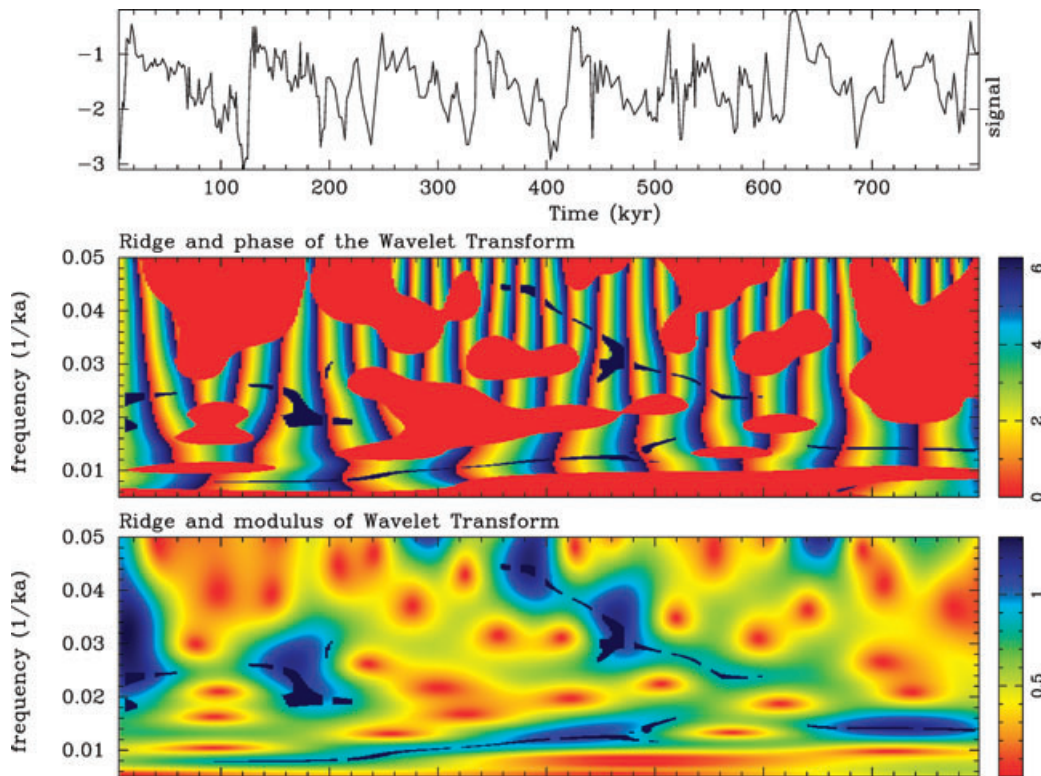 −1
−2
−3
signal
100 200 300 400 500 600 700
Time (kyr)
Ridge and phase of the Wavelet Transform
0.05
0.04
0.03
0.02
0.01
frequency (1/ka)
6
4
2
0
Ridge and modulus of Wavelet Transform
0.05
0.04
0.03
0.02
0.01
frequency (1/ka)
1
0.5